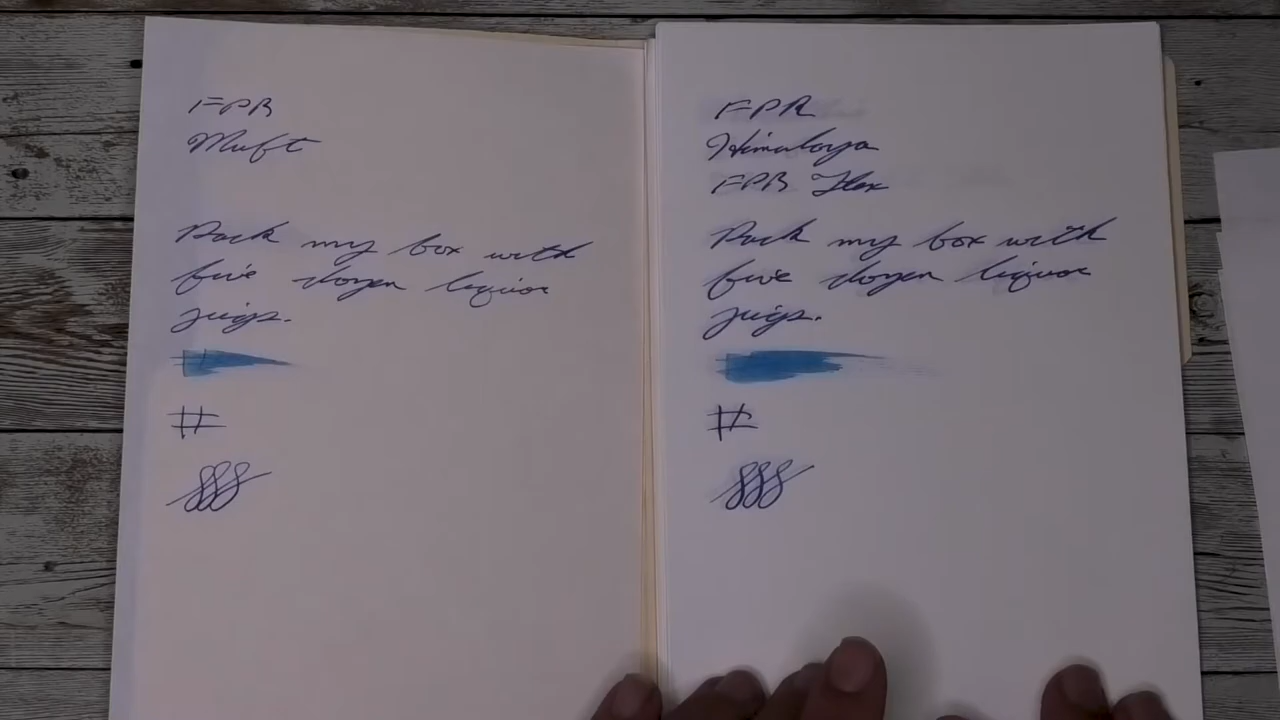 FPR
Muft
Pack my box with
five dozen liquor
jugs.
#
FPR
Himalaya
FPR Flex
Pack my box with
five dozen liquor
jugs.
#